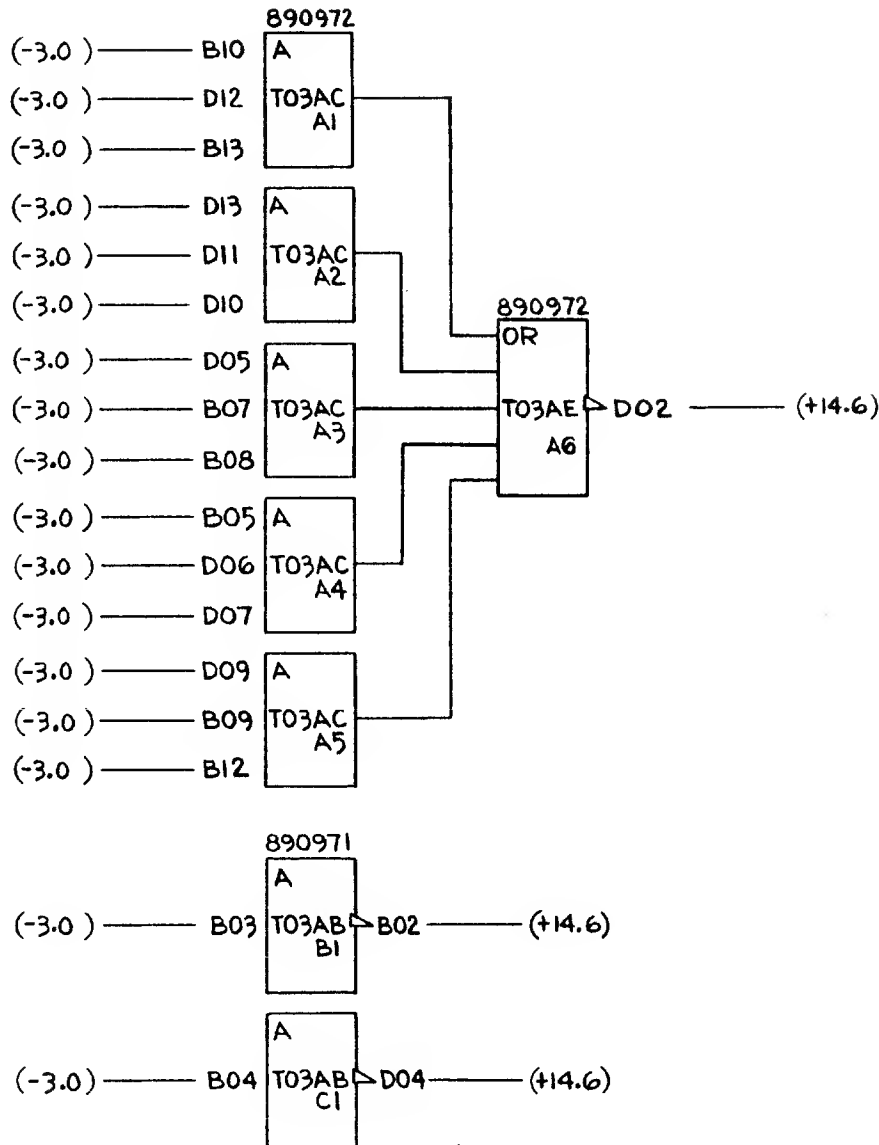 890972
(-3.0 ) B10 A
(-3.0 ) D12 T03AC
A1
(-3.0 ) B13
(-3.0 ) D13 A
(-3.0 ) D11 T03AC
A2
(-3.0 ) D10
890972
OR
(-3.0 ) D05 A
(-3.0 ) B07 T03AC
A3
T03AE D02 (+14.6)
A6
(-3.0 ) B08
(-3.0 ) B05 A
(-3.0 ) D06 T03AC
A4
(-3.0 ) D07
(-3.0 ) D09 A
(-3.0 ) B09 T03AC
A5
(-3.0 ) B12
890971
A
(-3.0 ) B03 T03AB B02 (+14.6)
B1
A
(-3.0) B04 T03AB D04 (+14.6)
C1